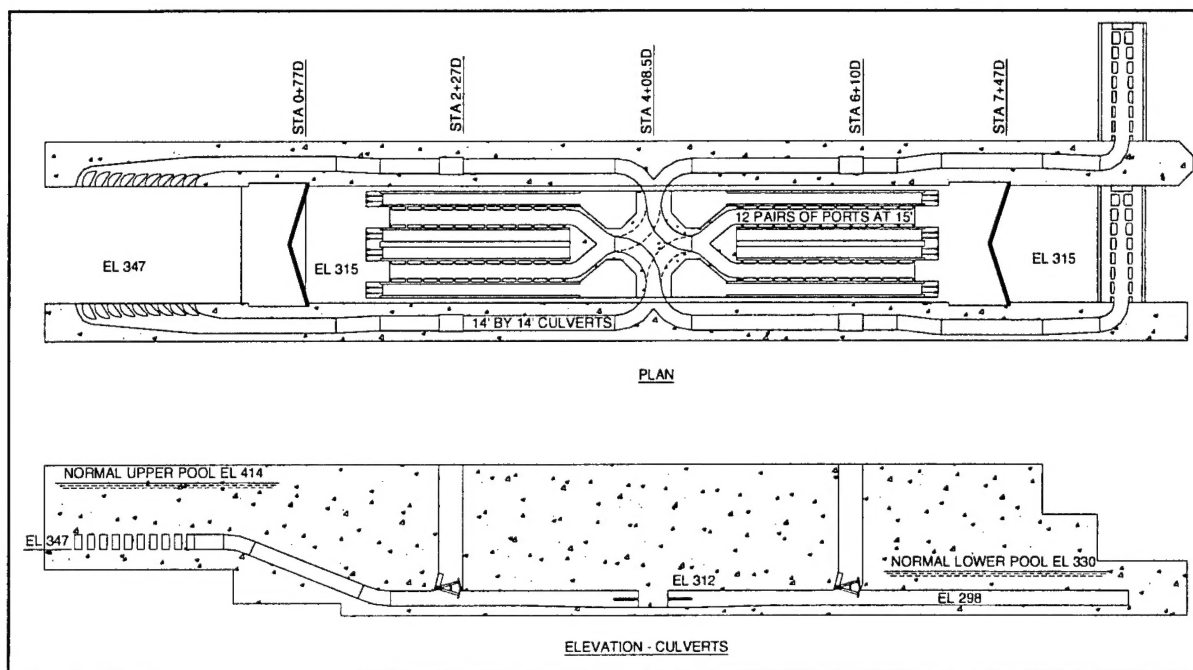 STA 0+77D
STA 2+27D
STA 4+08.5D
STA 6+10D
STA 7+47D
12 PAIRS OF PORTS AT 15'
EL 347
EL 315
EL 315
14' BY 14' CULVERTS
PLAN
NORMAL UPPER POOL EL 414
EL 347
NORMAL LOWER POOL EL 330
EL 312
EL 298
ELEVATION - CULVERTS